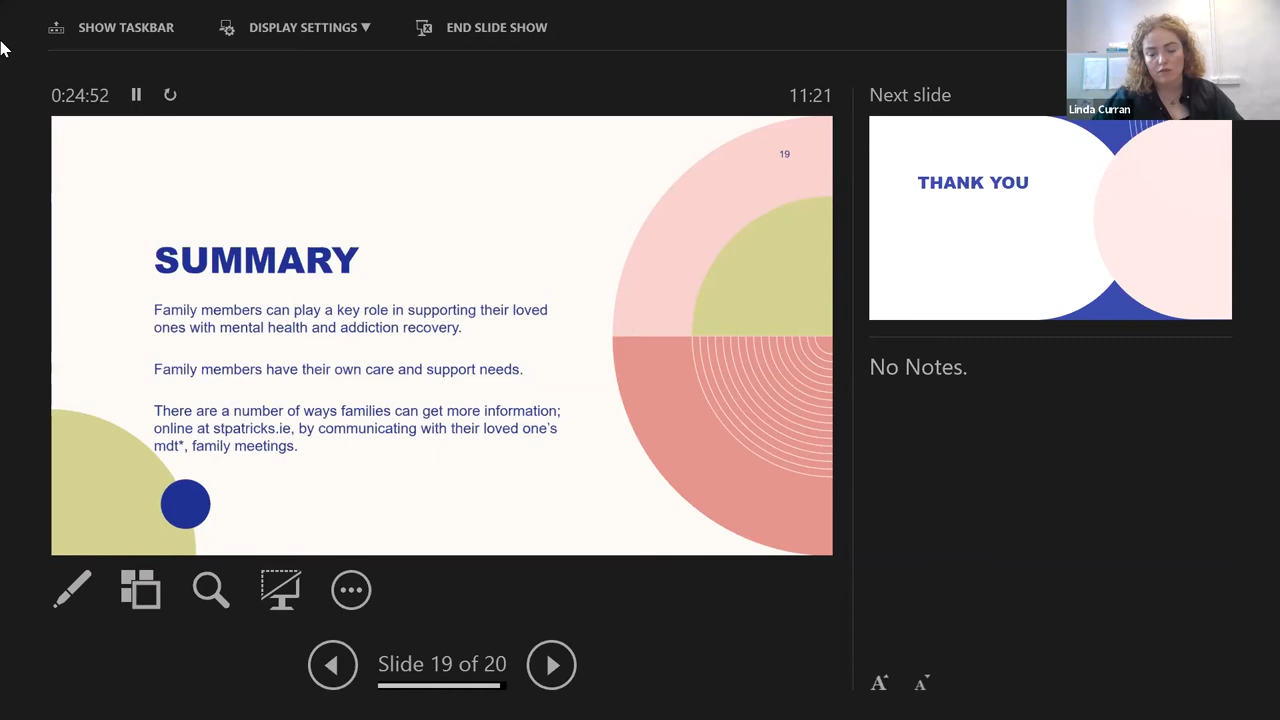 SHOW TASKBAR
DISPLAY SETTINGS ▼
END SLIDE SHOW
Linda Curran
0:24:52
11:21
Next slide
19
SUMMARY
Family members can play a key role in supporting their loved
ones with mental health and addiction recovery.
Family members have their own care and support needs.
There are a number of ways families can get more information;
online at stpatricks.ie, by communicating with their loved one's
mdt*, family meetings.
THANK YOU
No Notes.
Slide 19 of 20
A
A